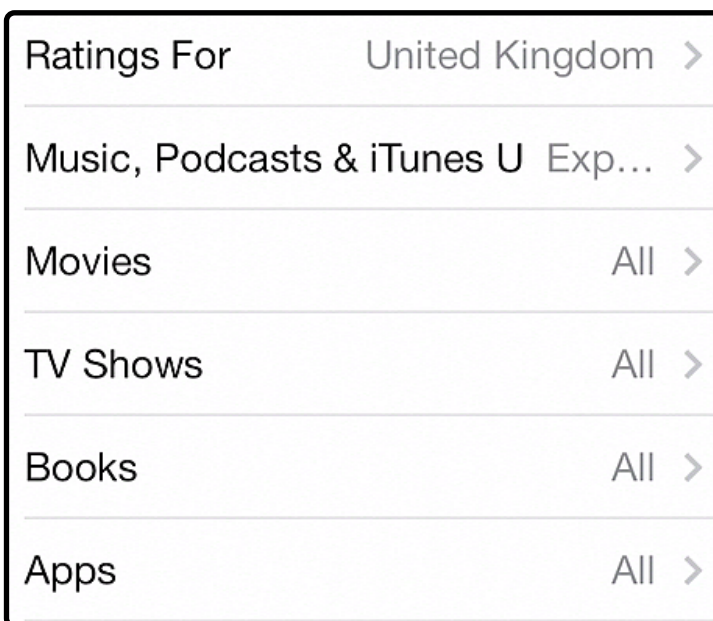 Ratings For United Kingdom
Music, Podcasts & iTunes U Exp...
Movies All
TV Shows All
Books All
Apps All